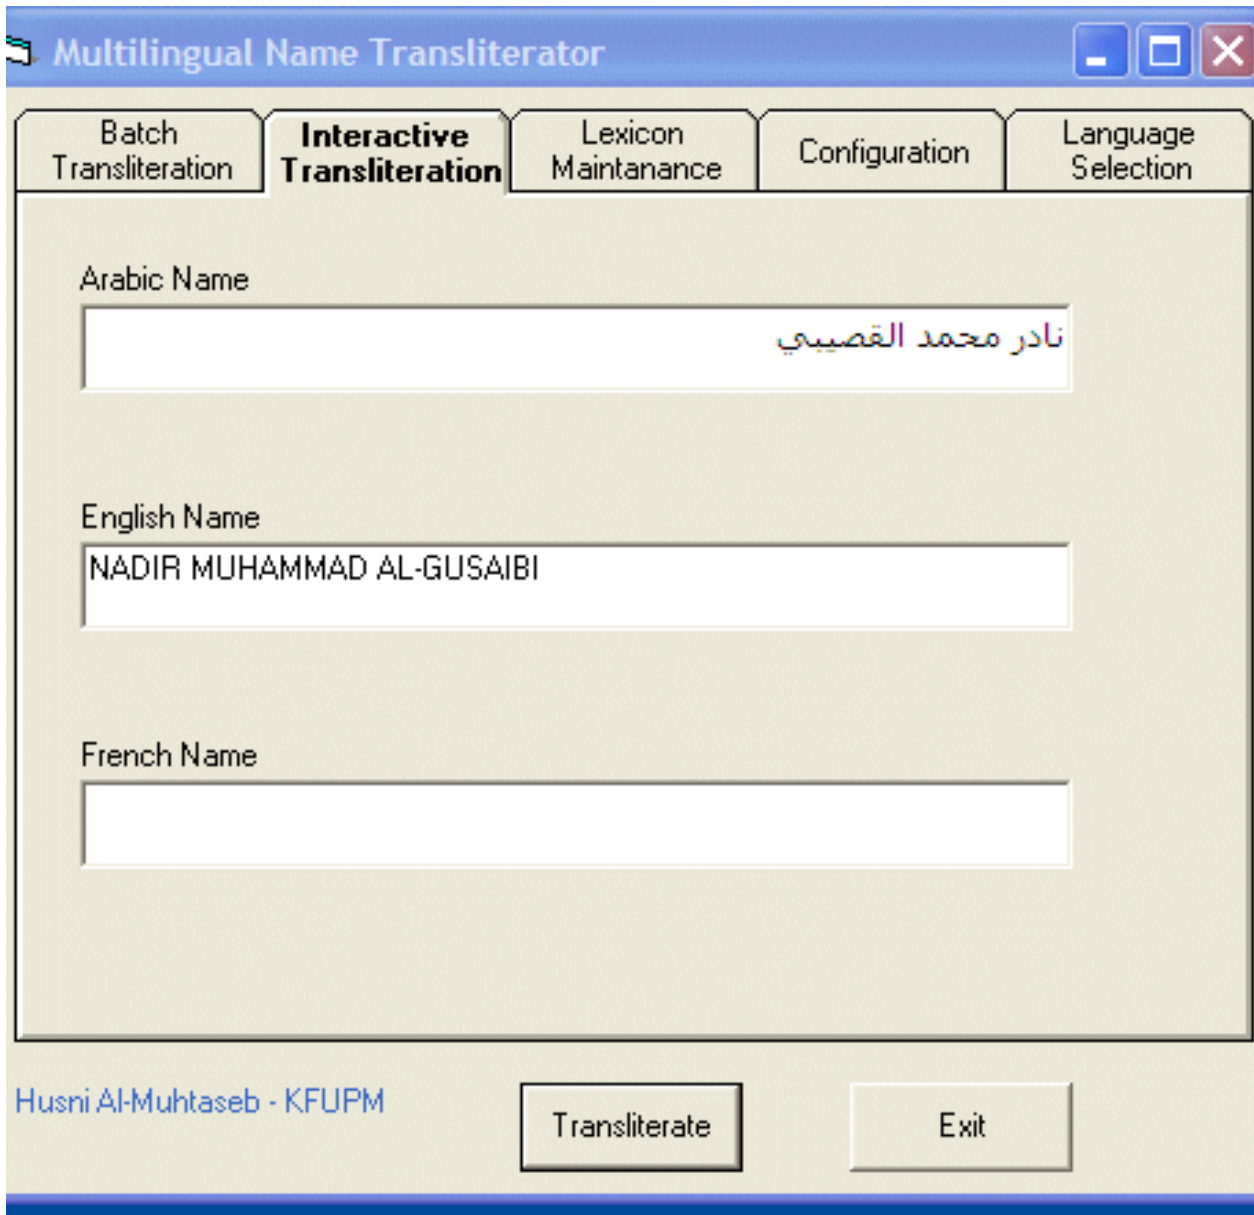 Multilingual Name Transliterator
Batch
Transliteration
Interactive
Transliteration
Lexicon
Maintanance
Configuration
Language
Selection
Arabic Name
نادر محمد القصيبي
English Name
NADIR MUHAMMAD AL-GUSAIBI
French Name
Husni Al-Muhtaseb - KFUPM
Transliterate
Exit